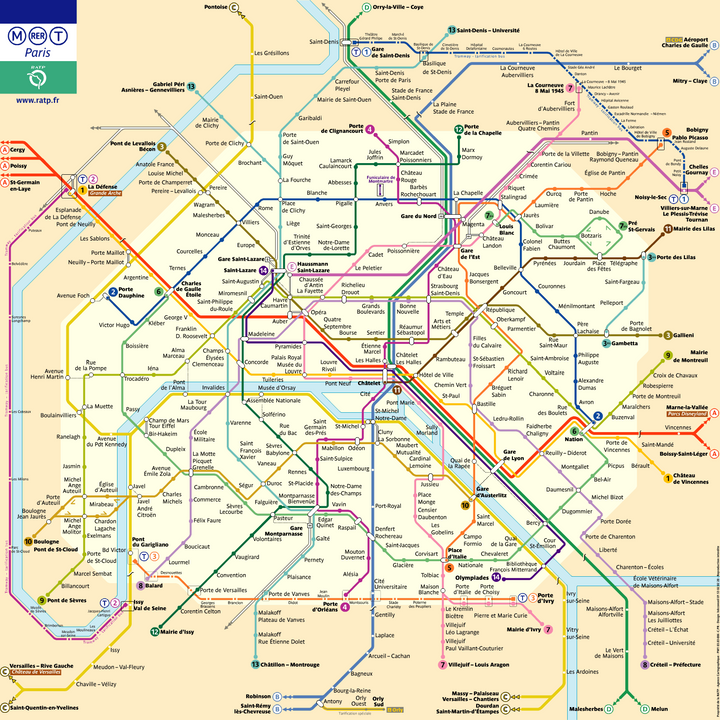 M RER T
Paris
RATP
www.ratp.fr
Pontoise C
D Orry-la-Ville – Coye
13 Saint-Denis – Université
Saint-Denis
T 1 Gare
de Saint-Denis
Basilique
de St-Denis
Aéroport
Charles de Gaulle
B
Mitry – Claye
Le Bourget
La Courneuve
Aubervilliers
La Courneuve
8 Mai 1945
7
Les Grésillons
Gabriel Péri
Asnières – Gennevilliers
13
Saint-Ouen
Carrefour
Pleyel
Saint-Denis
Porte de Paris
Stade de France
Saint-Denis
La Plaine
Stade de France
Garibaldi
Mairie
de Clichy
Porte de Clichy
Fort
d'Aubervilliers
Aubervilliers – Pantin
Quatre Chemins
Pantin
5
Bobigny
Pablo Picasso
Porte
de Saint-Ouen
Porte
de Clignancourt 4
12 Porte
de la Chapelle
Simplon
Jules
Joffrin
Marcadet
Poissonniers
Marx
Dormoy
Pont de Levallois
Bécon
3
Anatole France
Louise Michel
Porte de Champerret
Pereire – Levallois
Pereire
Wagram
Malesherbes
Brochant
Guy
Môquet
La Fourche
Place
de Clichy
Lamarck
Caulaincourt
Abbesses
Funiculaire de
Montmartre
Château
Rouge
Barbès
Rochechouart
Anvers
Pigalle
Blanche
Rome
Villiers
Monceau
Courcelles
Ternes
Liège
Saint-Georges
Trinité
d'Estienne
d'Orves
Notre-Dame
de-Lorette
La Chapelle
Gare du Nord
Stalingrad
Jaurès
Riquet
Crimée
Corentin Cariou
Porte de la Villette
Bobigny – Pantin
Raymond Queneau
Église de Pantin
Hoche
Porte
de Pantin
Ourcq
Laumière
Noisy-le-Sec
T 1
E
Chelles
Gournay
Villiers-sur-Marne
Le Plessis-Trévise
Tournan
Louis
Blanc
7bis
Danube
Botzaris
Buttes
Chaumont
Bolivar
7bis Pré
St-Gervais
11 Mairie des Lilas
Château
Landon
Colonel
Fabien
Belleville
Pyrénées
Jourdain
Place
des Fêtes
Télégraphe
3bis Porte des Lilas
Saint-Fargeau
Pelleport
Porte
de Bagnolet
3 Gallieni
3bis Gambetta
A Cergy
A Poissy
A St-Germain
en-Laye
T 2
1 La Défense
Grande Arche
Esplanade
de La Défense
Pont de Neuilly
Les Sablons
Porte Maillot
Neuilly – Porte Maillot
Argentine
Avenue Foch
2 Porte
Dauphine
6 Charles
de Gaulle
Étoile
Victor Hugo
Kléber
George V
Boissière
Franklin
D. Roosevelt
Alma
Marceau
Champs
Élysées
Clemenceau
Iéna
Trocadéro
Passy
Pont
de l'Alma
Invalides
Gare Saint-Lazare
Saint-Lazare 14
E Haussmann
Saint-Lazare
Saint-Augustin
Miromesnil
Saint-Philippe
du-Roule
Havre
Caumartin
Auber
Chaussée
d'Antin
La Fayette
Le Peletier
Cadet
Poissonnière
Richelieu
Drouot
Grands
Boulevards
Bonne
Nouvelle
Strasbourg
Saint-Denis
Château
d'Eau
Gare
de l'Est
Jacques
Bonsergent
Goncourt
République
Couronnes
Ménilmontant
Père
Lachaise
Oberkampf
Parmentier
Opéra
Quatre
Septembre
Bourse
Sentier
Réaumur
Sébastopol
Arts et
Métiers
Temple
Filles
du Calvaire
Rue
Saint-Maur
Madeleine
Pyramides
Palais Royal
Musée du
Louvre
Louvre
Rivoli
Étienne
Marcel
Les Halles
Châtelet
Les Halles
Rambuteau
Saint-Sébastien
Froissart
Saint-Ambroise
Voltaire
Richard
Lenoir
Philippe
Auguste
Alexandre
Dumas
Avron
Concorde
Tuileries
Pont Neuf
Châtelet
11
Hôtel de Ville
Cité
Chemin Vert
St-Paul
Bréguet
Sabin
Charonne
Rue
des Boulets
9 Mairie
de Montreuil
Croix de Chavaux
Robespierre
Porte de Montreuil
Maraîchers
Buzenval
Marne-la-Vallée
Parcs Disneyland
A
Vincennes
Boissy-Saint-Léger
Saint-Mandé
Bérault
1 Château
de Vincennes
Porte de
Vincennes
2 Nation
6
Picpus
Bel-Air
Montgallet
Daumesnil
Dugommier
Michel Bizot
Porte Dorée
Porte de Charenton
Liberté
Charenton – Écoles
École Vétérinaire
de Maisons-Alfort
Bastille
Ledru-Rollin
Faidherbe
Chaligny
Reuilly – Diderot
Gare
de Lyon
Quai de
la Rapée
Gare
d'Austerlitz
10
Bercy
Cour
St-Émilion
Bibliothèque
François Mitterrand
Olympiades 14
Rue
de la Pompe
Avenue
Henri Martin
La Muette
Boulainvilliers
Ranelagh
Avenue
du Pdt Kennedy
Jasmin
Michel
Ange
Auteuil
Porte
d'Auteuil
Église
d'Auteuil
Javel
Javel
André
Citroën
Mirabeau
Chardon
Lagache
Michel
Ange
Molitor
Exelmans
Porte
de St-Cloud
10 Boulogne
Pont de St-Cloud
Boulogne
Jean Jaurès
Marcel Sembat
Billancourt
9 Pont de Sèvres
Champ de Mars
Tour Eiffel
Bir-Hakeim
Dupleix
La Motte
Picquet
Grenelle
Avenue
Émile Zola
Charles
Michels
Commerce
Félix Faure
Boucicaut
Lourmel
8 Balard
Pont
du Garigliano
T 3
Bd Victor
T 2 Issy
Val de Seine
La Tour
Maubourg
École
Militaire
Cambronne
Ségur
Sèvres
Lecourbe
Pasteur
Volontaires
Vaugirard
Convention
Porte de Versailles
Corentin Celton
12 Mairie d'Issy
Musée d'Orsay
Assemblée Nationale
Solférino
Varenne
Rue
du Bac
Saint
François
Xavier
Sèvres
Babylone
Vaneau
Duroc
Falguière
Rennes
St-Placide
Montparnasse
Bienvenüe
Gare
Montparnasse
Edgar
Quinet
Gaîté
Pernety
Plaisance
Porte
de Vanves
Malakoff
Plateau de Vanves
Malakoff
Rue Étienne Dolet
13 Châtillon – Montrouge
Saint
Germain
des-Prés
St-Michel
St-Michel
Notre-Dame
Mabillon
Odéon
Saint-Sulpice
Notre-Dame
des-Champs
Vavin
Raspail
Luxembourg
Port-Royal
Denfert
Rochereau
Saint-Jacques
Mouton
Duvernet
Alésia
Porte
d'Orléans 4
Cité
Universitaire
Gentilly
Laplace
Arcueil – Cachan
Bagneux
Bourg-la-Reine
Robinson B
Saint-Rémy
lès-Chevreuse B
Antony
Orly
Ouest
Orly
Sud
Cluny
La Sorbonne
Maubert
Mutualité
Cardinal
Lemoine
Pont Marie
Sully
Morland
Jussieu
Place
Monge
Censier
Daubenton
Les
Gobelins
Saint
Marcel
Campo
Formio
Quai
de la Gare
Chevaleret
Nationale
Corvisart
Glacière
Place
d'Italie
5
Tolbiac
Maison
Blanche
Porte
d'Italie
Porte
de Choisy
T 3 Porte
d'Ivry
Le Kremlin
Bicêtre
Villejuif
Léo Lagrange
Villejuif
Paul Vaillant-Couturier
7 Villejuif – Louis Aragon
Pierre et Marie Curie
Mairie d'Ivry 7
Ivry
sur-Seine
Vitry
sur-Seine
Les Ardoines
Maisons-Alfort
Alfortville
Le Vert
de Maisons
Maisons-Alfort – Stade
Maisons-Alfort
Les Juilliottes
Créteil – L'Échat
Créteil – Université
8 Créteil – Préfecture
Massy – Palaiseau
Versailles – Chantiers
C
Dourdan
Saint-Martin d'Étampes
C
Malesherbes D
D Melun
Issy
Meudon – Val-Fleury
Chaville – Vélizy
Versailles – Rive Gauche
Château de Versailles
C
C Saint-Quentin-en-Yvelines